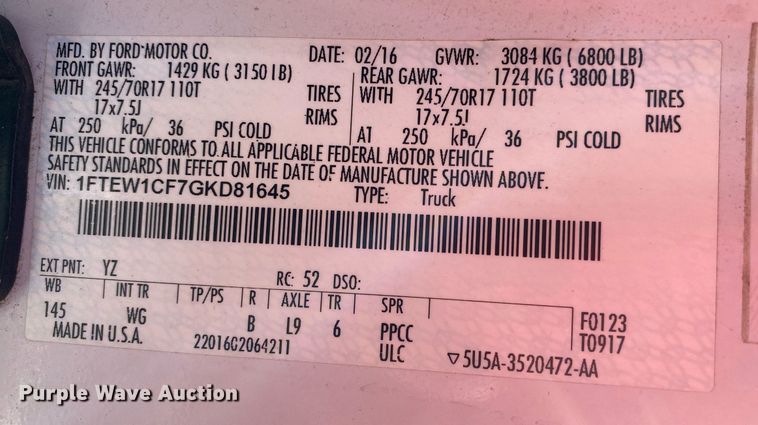 MFD. BY FORD MOTOR CO. DATE: 02/16 GVWR: 3084 KG ( 6800 LB)
FRONT GAWR: 1429 KG ( 3150 LB) REAR GAWR: 1724 KG ( 3800 LB)
WITH 245/70R17 110T TIRES WITH 245/70R17 110T TIRES
17x7.5J RIMS 17x7.5J RIMS
AT 250 kPa/ 36 PSI COLD AT 250 kPa/ 36 PSI COLD
THIS VEHICLE CONFORMS TO ALL APPLICABLE FEDERAL MOTOR VEHICLE
SAFETY STANDARDS IN EFFECT ON THE DATE OF MANUFACTURE SHOWN ABOVE.
VIN: 1FTEW1CF7GKD81645 TYPE: Truck
EXT PNT: YZ RC: 52 DSO:
WB INT TR TP/PS R AXLE TR SPR
145 WG B L9 6 PPCC F0123
MADE IN U.S.A. 2201602064211 ULC T0917
▽5U5A-3520472-AA
Purple Wave Auction